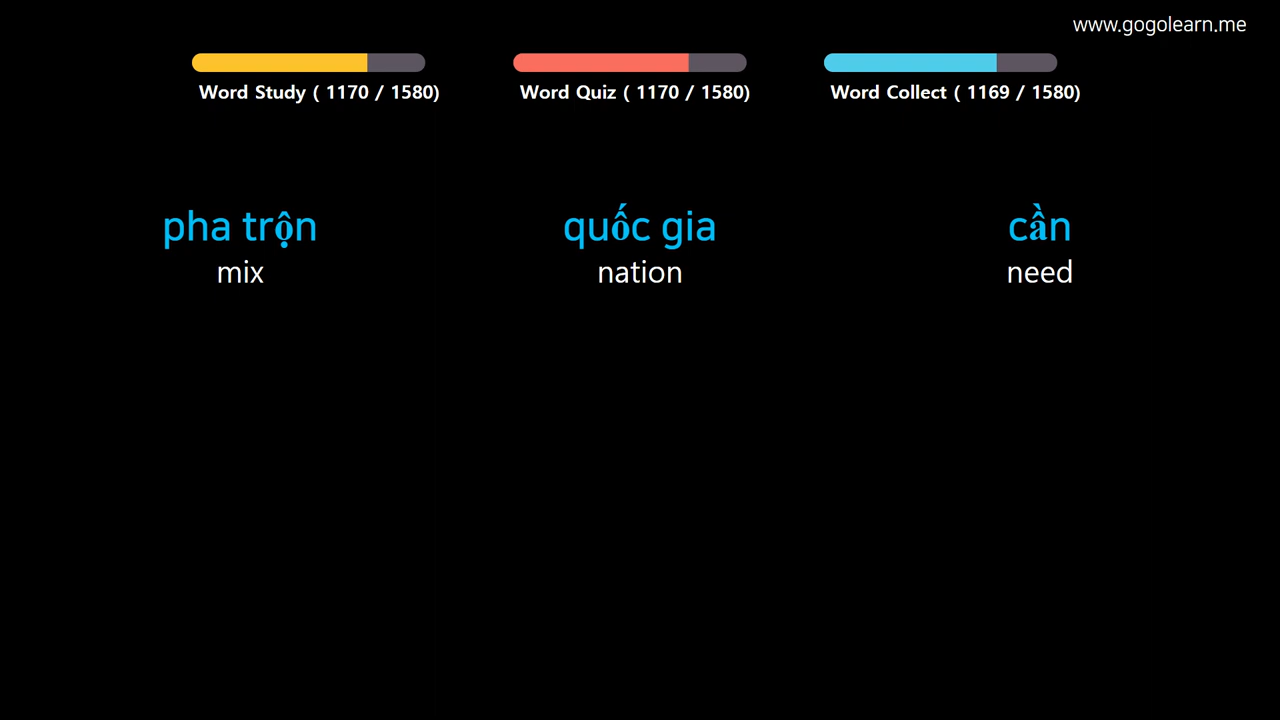 www.gogolearn.me
Word Study ( 1170 / 1580)
Word Quiz ( 1170 / 1580)
Word Collect ( 1169 / 1580)
pha trộn
mix
quốc gia
nation
cần
need